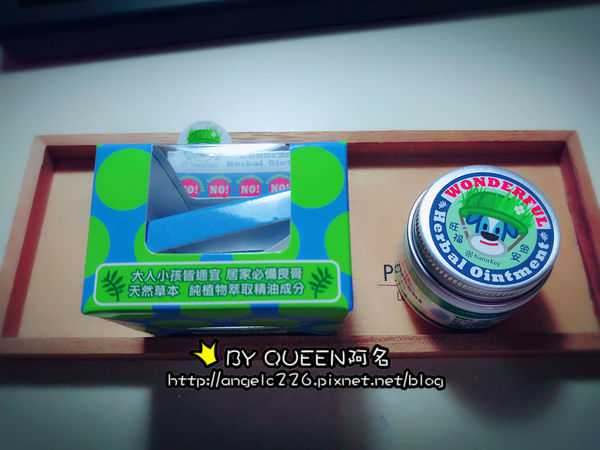 NO! NO! NO! NO!
大人小孩皆適宜 居家必備良膏
天然草本 純植物萃取精油成分
WONDERFUL
旺福
Herbal Ointment
BY QUEEN阿名
http://angelc226.pixnet.net/blog